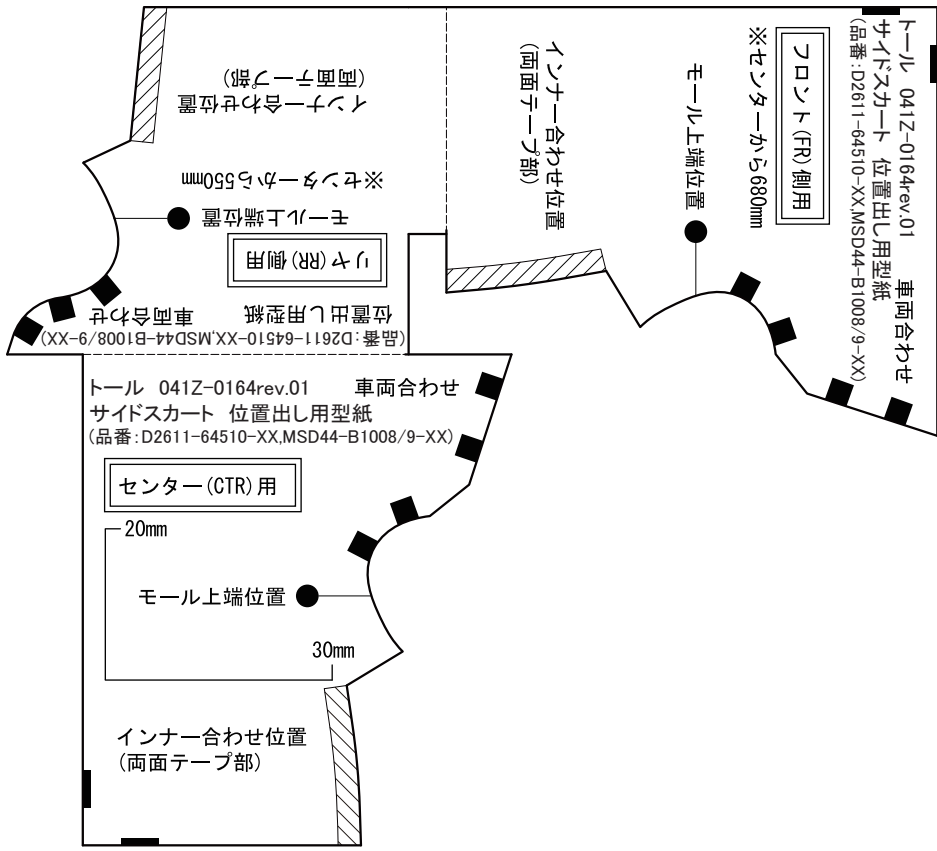 トール 041Z-0164rev.01 車両合わせ
サイドスカート 位置出し用型紙
(品番:D2611-64510-XX,MSD44-B1008/9-XX)
フロント(FR)側用
※センターから680mm
モール上端位置
インナー合わせ位置
(両面テープ部)
(品番:D2611-64510-XX,MSD44-B1008/9-XX)
位置出し用型紙 車両合わせ
リヤ(RR)側用
モール上端位置
※センターから550mm
インナー合わせ位置
(両面テープ部)
トール 041Z-0164rev.01 車両合わせ
サイドスカート 位置出し用型紙
(品番:D2611-64510-XX,MSD44-B1008/9-XX)
センター(CTR)用
20mm
モール上端位置
30mm
インナー合わせ位置
(両面テープ部)